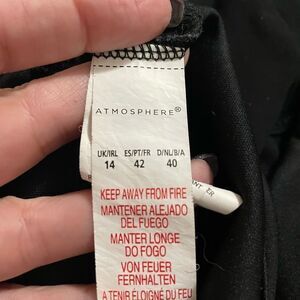 ATMOSPHERE®
UK/IRL ES/PT/FR D/NL/B/A
14 42 40
KEEP AWAY FROM FIRE
MANTENER ALEJADO
DEL FUEGO
MANTER LONGE
DO FOGO
VON FEUER
FERNHALTEN
A TENIR ÉLOIGNÉ DU FEU